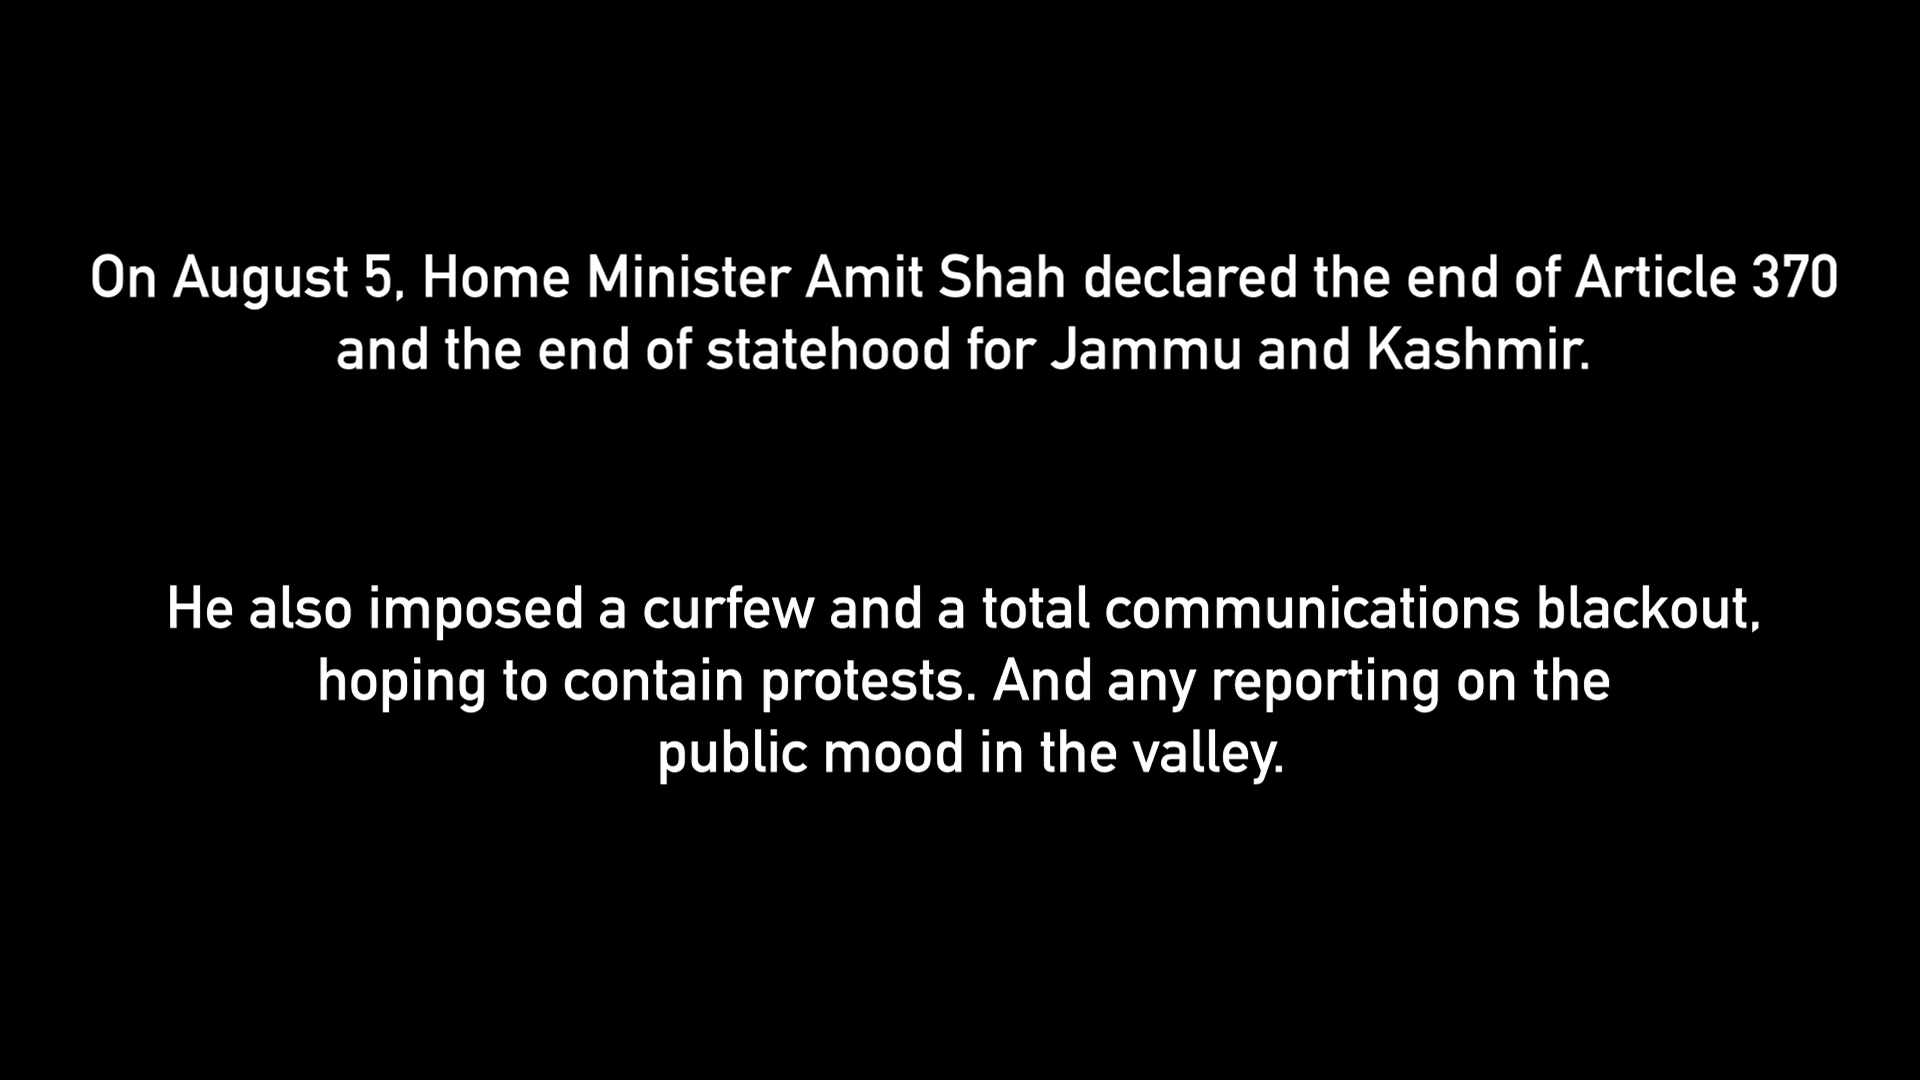 On August 5, Home Minister Amit Shah declared the end of Article 370
and the end of statehood for Jammu and Kashmir.
He also imposed a curfew and a total communications blackout,
hoping to contain protests. And any reporting on the
public mood in the valley.